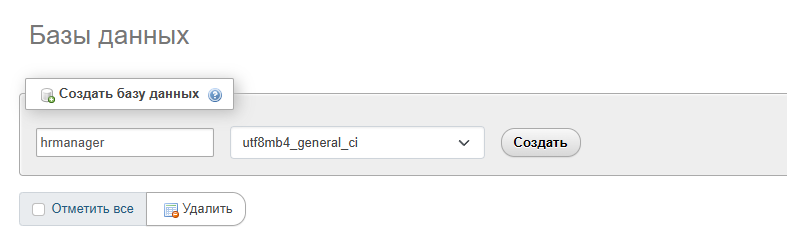 Базы данных
Создать базу данных
hrmanager
utf8mb4_general_ci
Создать
Отметить все
Удалить